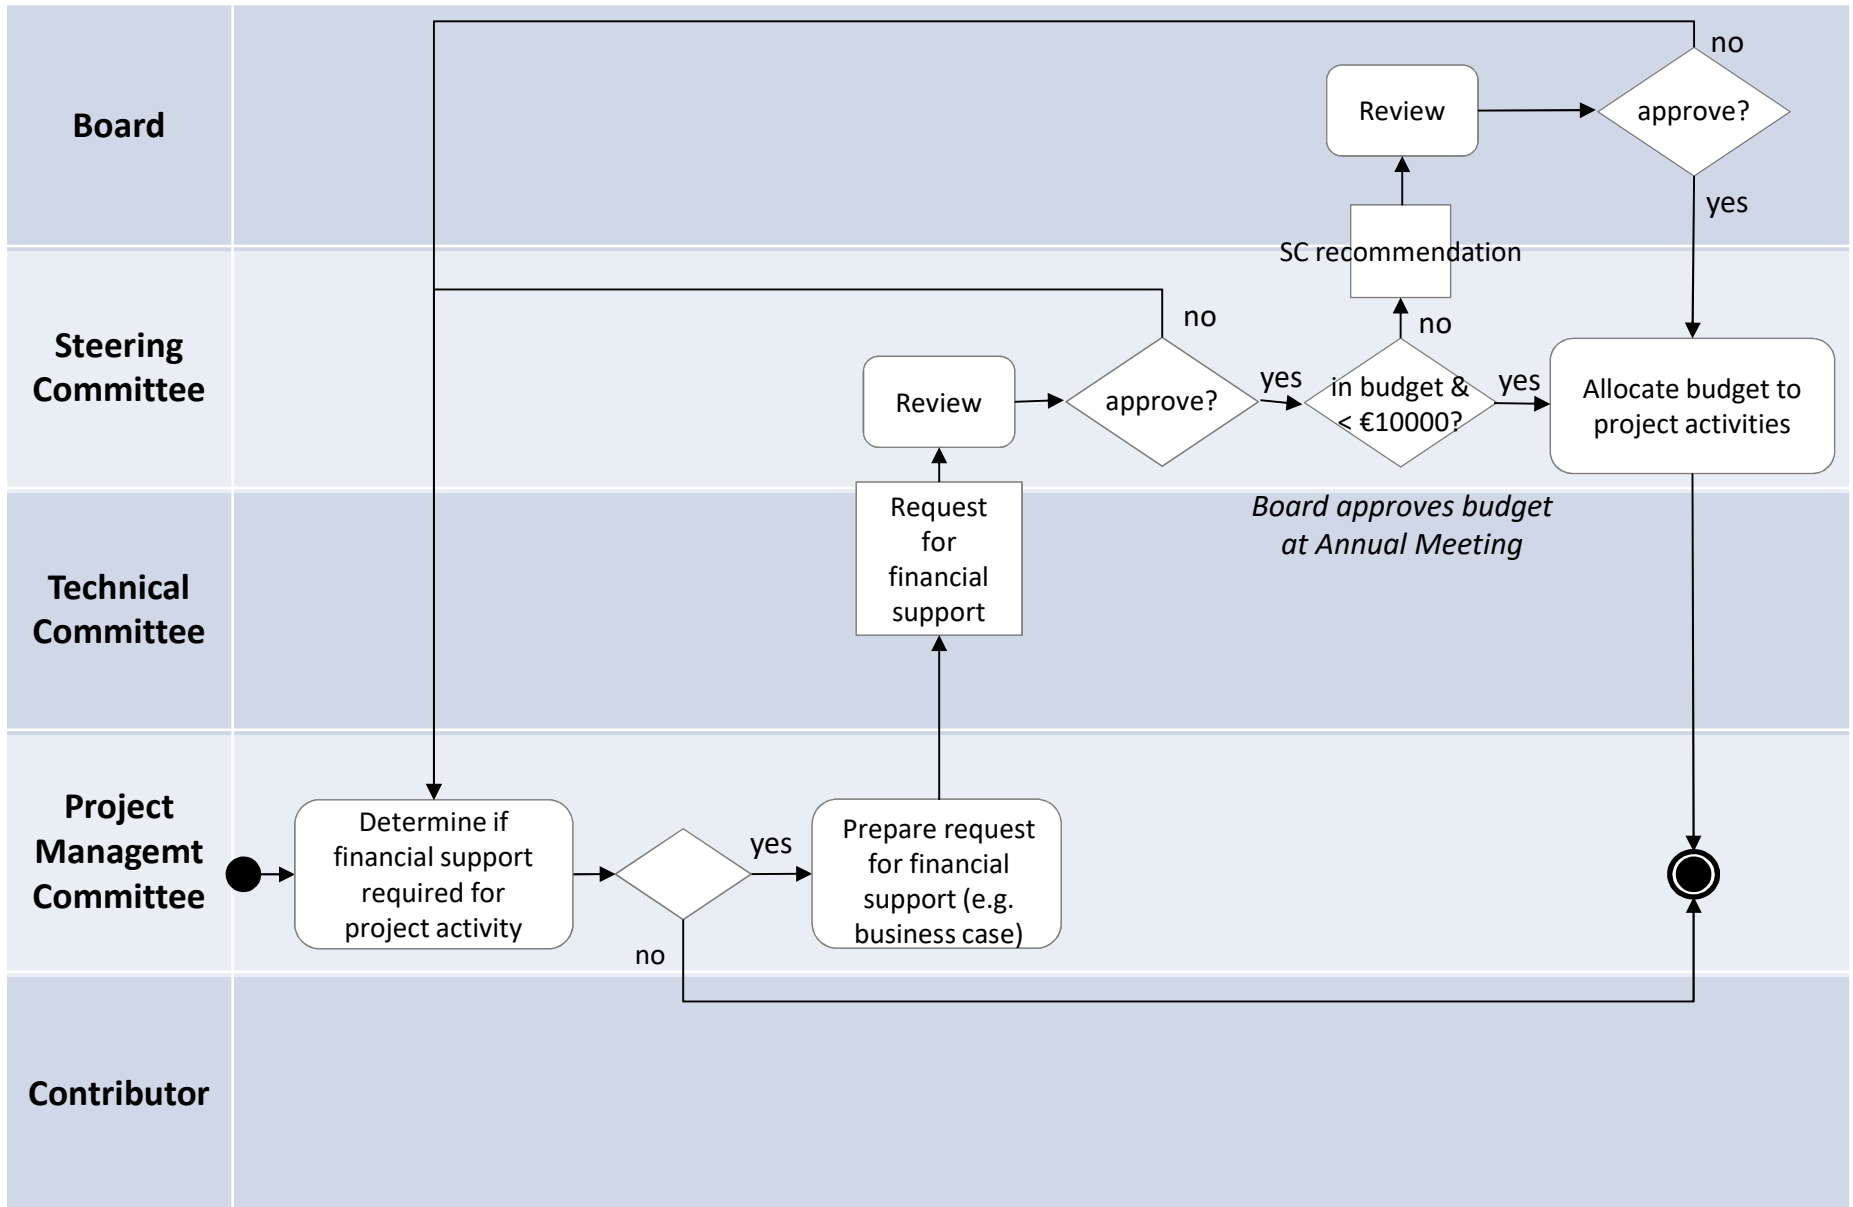 Board
Review
approve?
no
yes
SC recommendation
Steering
Committee
Review
approve?
no
yes
in budget &
< €10000?
no
yes
Allocate budget to
project activities
Technical
Committee
Request
for
financial
support
Board approves budget
at Annual Meeting
Project
Managemt
Committee
Determine if
financial support
required for
project activity
yes
no
Prepare request
for financial
support (e.g.
business case)
Contributor